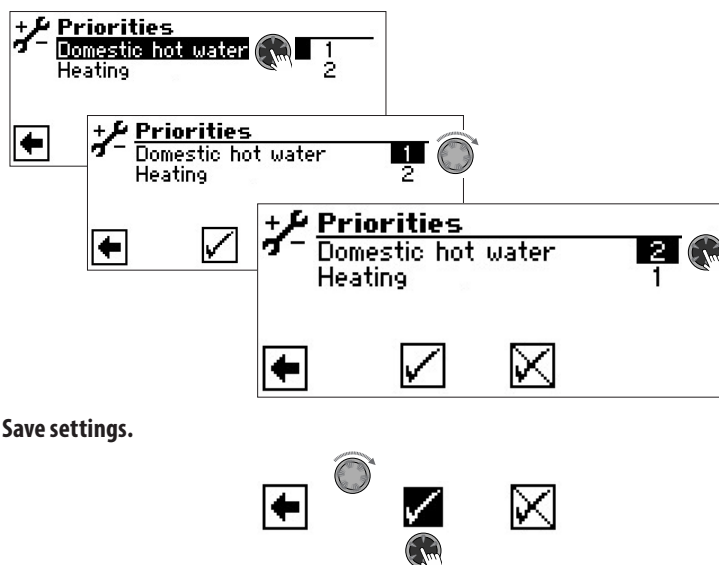 Priorities
Domestic hot water 1
Heating 2
Priorities
Domestic hot water 1
Heating 2
Priorities
Domestic hot water 2
Heating 1
Save settings.